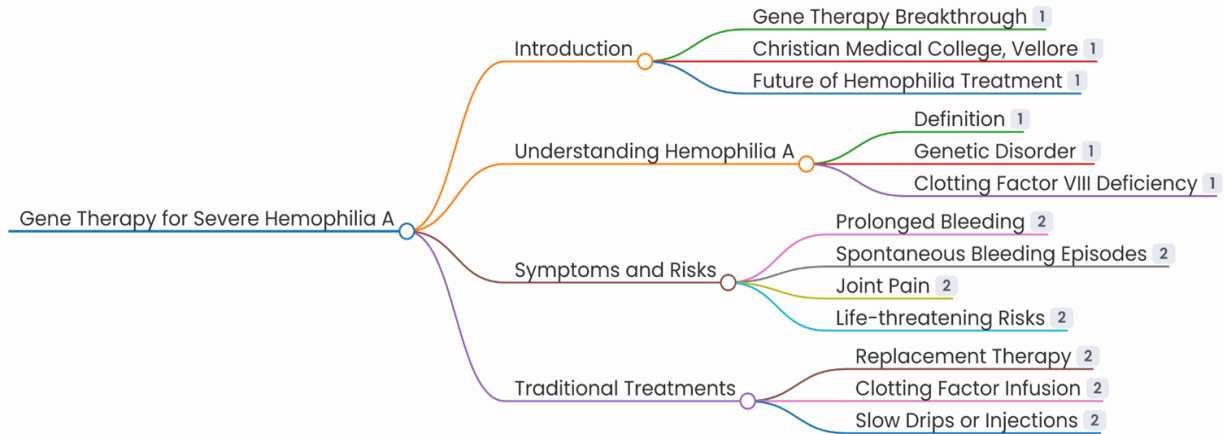 Gene Therapy for Severe Hemophilia A
Introduction
Gene Therapy Breakthrough 1
Christian Medical College, Vellore 1
Future of Hemophilia Treatment 1
Understanding Hemophilia A
Definition 1
Genetic Disorder 1
Clotting Factor VIII Deficiency 1
Symptoms and Risks
Prolonged Bleeding 2
Spontaneous Bleeding Episodes 2
Joint Pain 2
Life-threatening Risks 2
Traditional Treatments
Replacement Therapy 2
Clotting Factor Infusion 2
Slow Drips or Injections 2